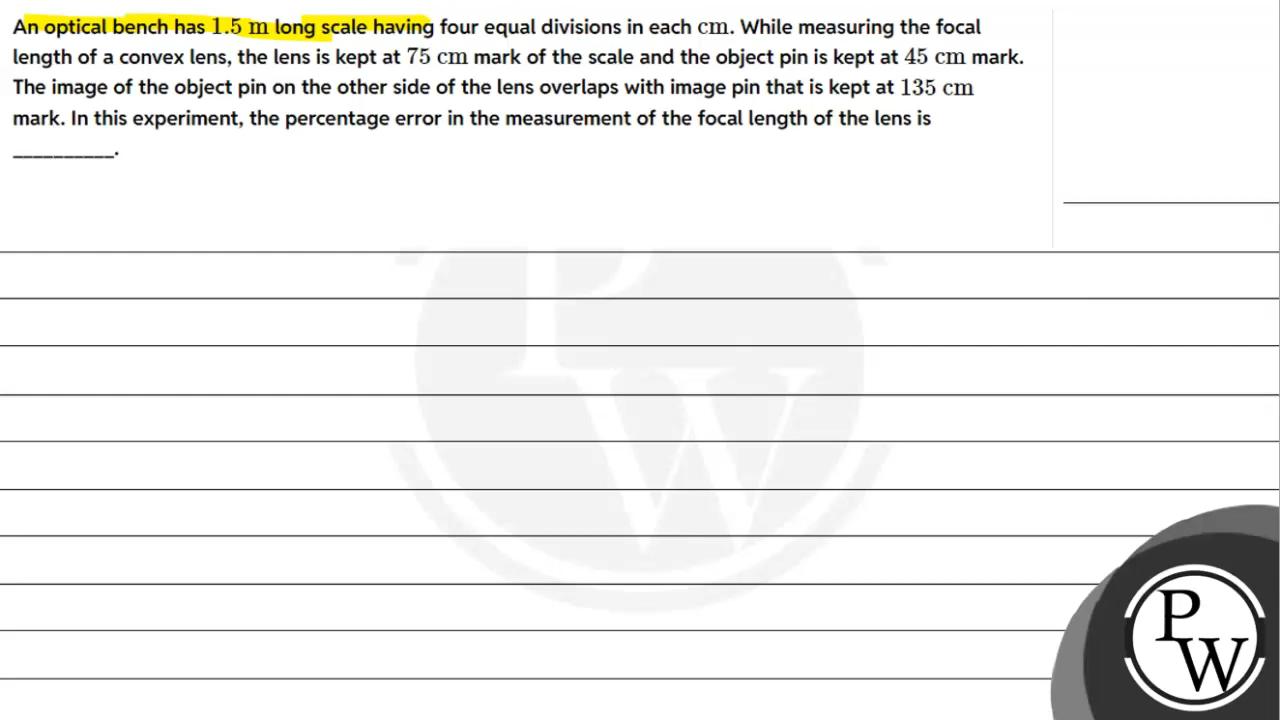 An optical bench has 1.5 m long scale having four equal divisions in each cm. While measuring the focal
length of a convex lens, the lens is kept at 75 cm mark of the scale and the object pin is kept at 45 cm mark.
The image of the object pin on the other side of the lens overlaps with image pin that is kept at 135 cm
mark. In this experiment, the percentage error in the measurement of the focal length of the lens is
__________.
P
W
P
W